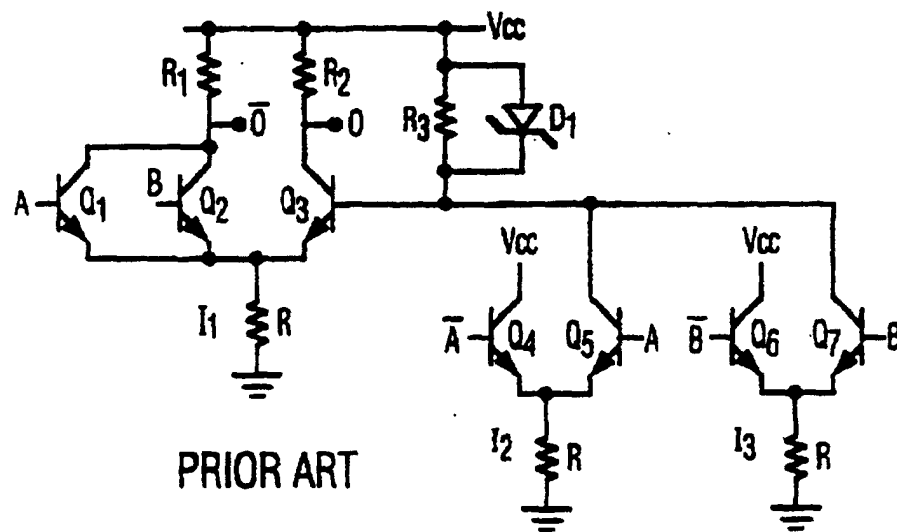 Vcc
R1
R2
R3
D1
O̅
O
A
Q1
B
Q2
Q3
Vcc
Vcc
I1
R
A̅
Q4
Q5
A
B̅
Q6
Q7
B
I2
R
I3
R
PRIOR ART